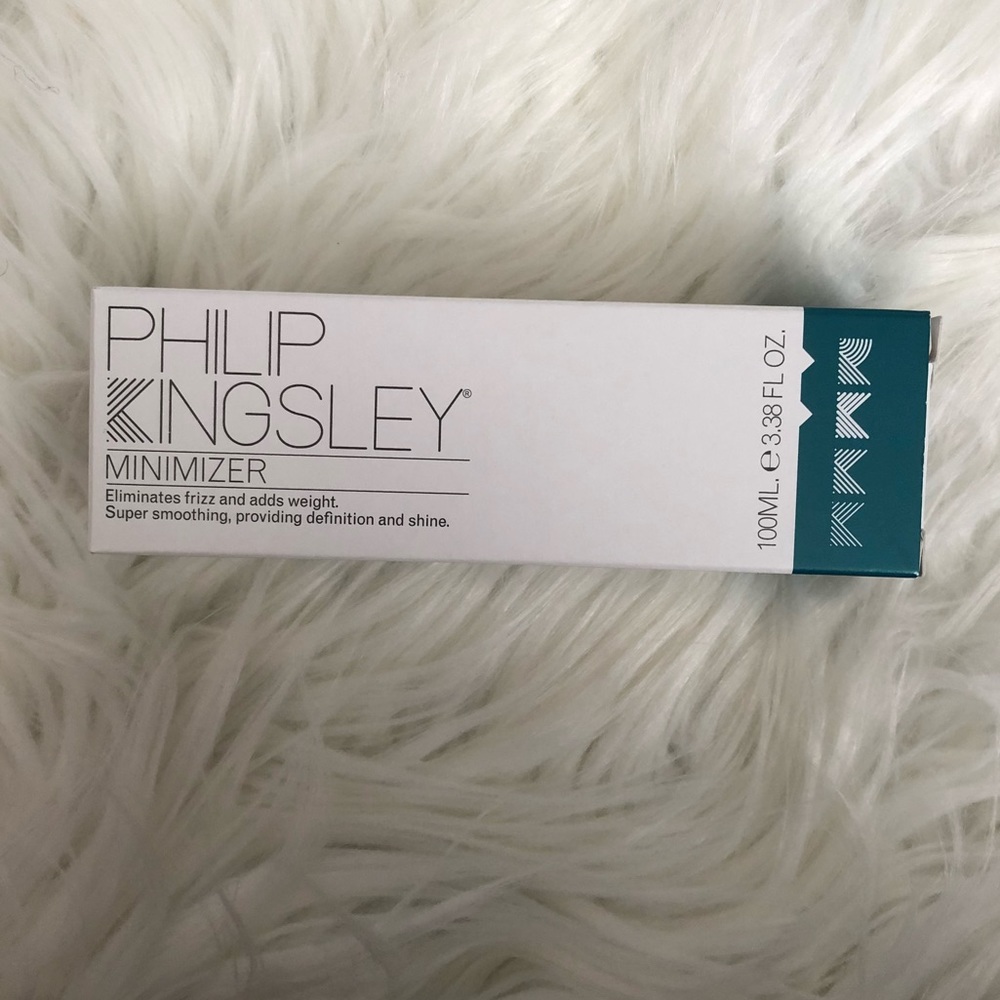 PHILIP
KINGSLEY®
MINIMIZER
Eliminates frizz and adds weight.
Super smoothing, providing definition and shine.
100ML. ℮ 3.38 FL OZ.